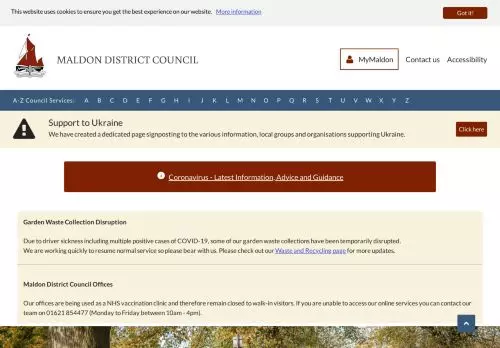 This website uses cookies to ensure you get the best experience on our website. More information
Got it!
MALDON DISTRICT COUNCIL
MyMaldon
Contact us
Accessibility
A-Z Council Services: A B C D E F G H I J K L M N O P Q R S T U V W X Y Z
Support to Ukraine
We have created a dedicated page signposting to the various information, local groups and organisations supporting Ukraine.
Click here
Coronavirus - Latest Information, Advice and Guidance
Garden Waste Collection Disruption
Due to driver sickness including multiple positive cases of COVID-19, some of our garden waste collections have been temporarily disrupted.
We are working quickly to resume normal service so please bear with us. Please check out our Waste and Recycling page for more updates.
Maldon District Council Offices
Our offices are being used as a NHS vaccination clinic and therefore remain closed to walk-in visitors. If you are unable to access our online services you can contact our
team on 01621 854477 (Monday to Friday between 10am - 4pm).